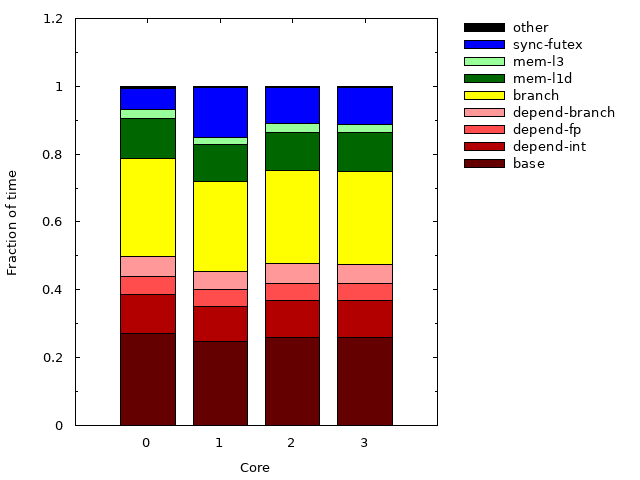 1.2
1
0.8
0.6
0.4
0.2
0
Fraction of time
0 1 2 3
Core
other
sync-futex
mem-l3
mem-l1d
branch
depend-branch
depend-fp
depend-int
base